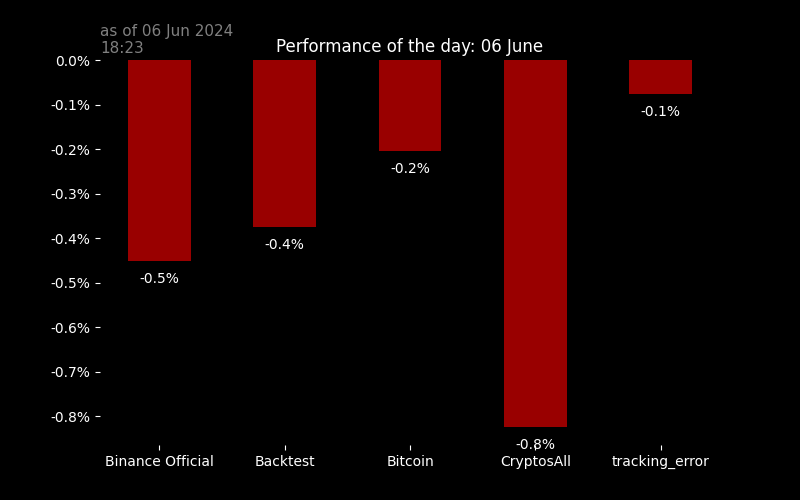 as of 06 Jun 2024
18:23
Performance of the day: 06 June
0.0%
-0.1%
-0.2%
-0.3%
-0.4%
-0.5%
-0.6%
-0.7%
-0.8%
-0.5%
-0.4%
-0.2%
-0.8%
-0.1%
Binance Official
Backtest
Bitcoin
CryptosAll
tracking_error